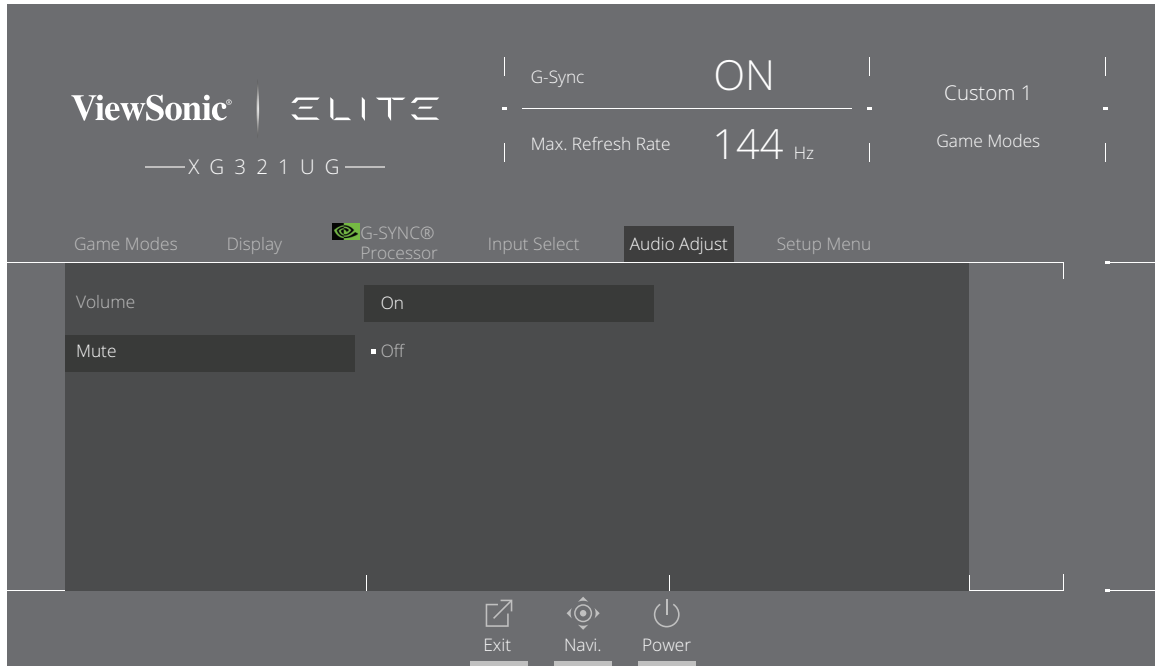 ViewSonic® ELITE
XG321UG
G-Sync ON
Max. Refresh Rate 144 Hz
Custom 1
Game Modes
Game Modes Display G-SYNC® Processor Input Select Audio Adjust Setup Menu
Volume On
Mute Off
Exit Navi. Power